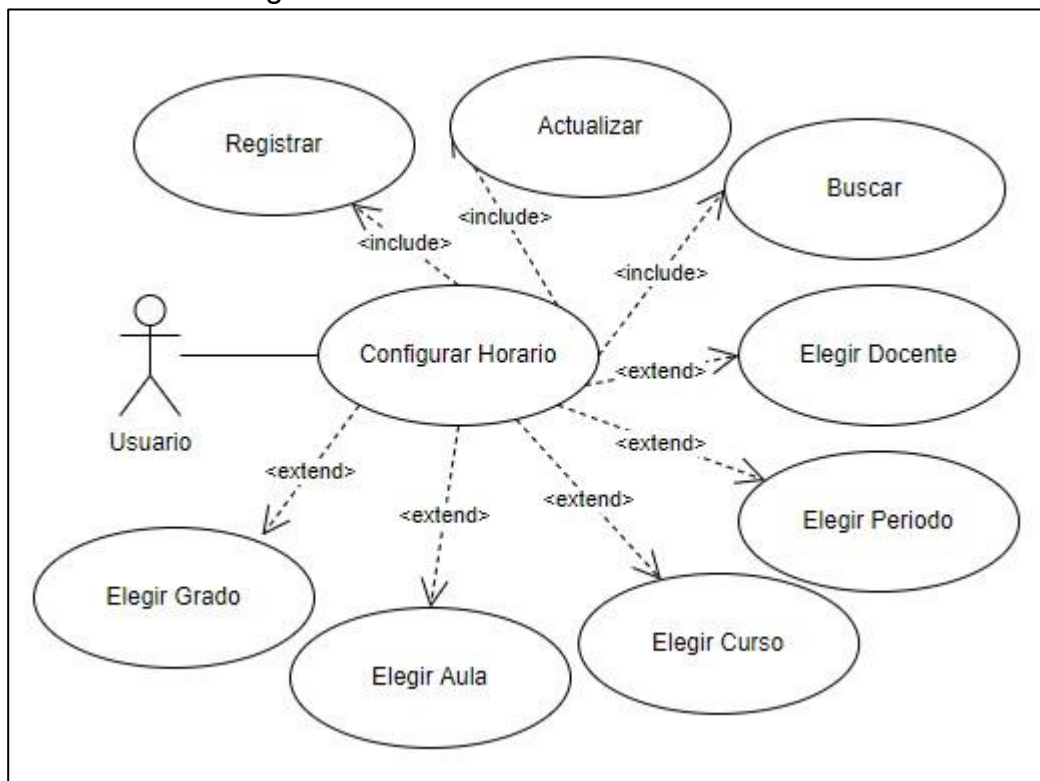 Registrar
Actualizar
Buscar
<include>
<include>
<include>
Configurar Horario
Elegir Docente
<extend>
Usuario
<extend>
<extend>
<extend>
<extend>
Elegir Periodo
Elegir Grado
Elegir Curso
Elegir Aula